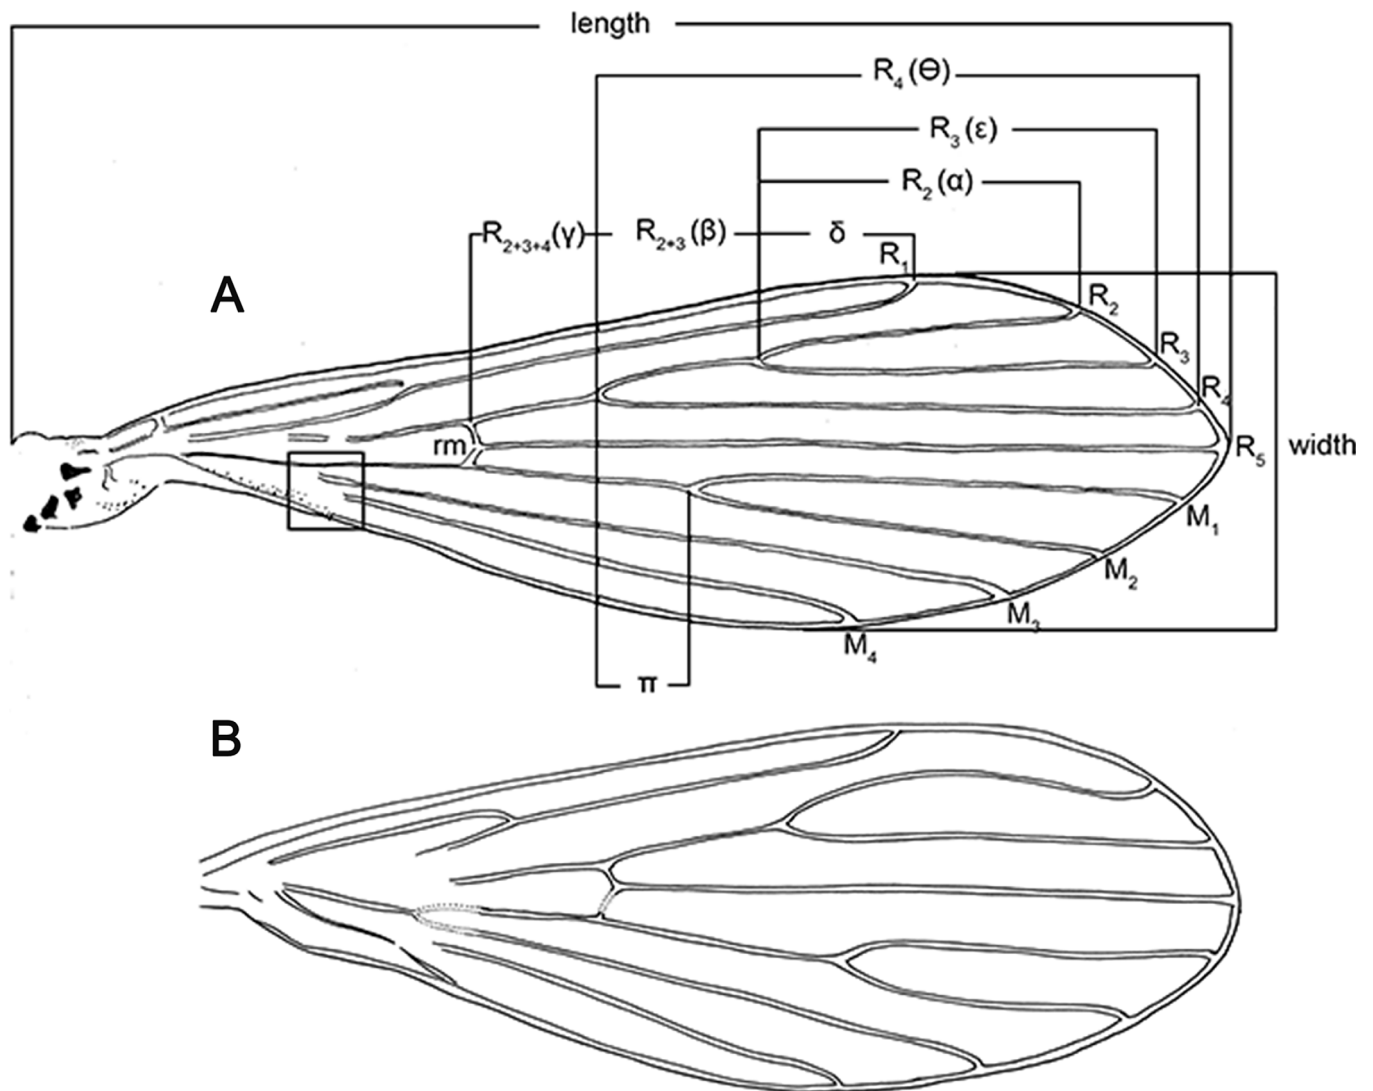 length
R₄(ϴ)
R₃(ε)
R₂(α)
R₂₊₃₊₄(γ) R₂₊₃(β) δ
R₁
A
R₂
R₃
R₄
rm
R₅ width
M₁
M₂
M₃
M₄
π
B